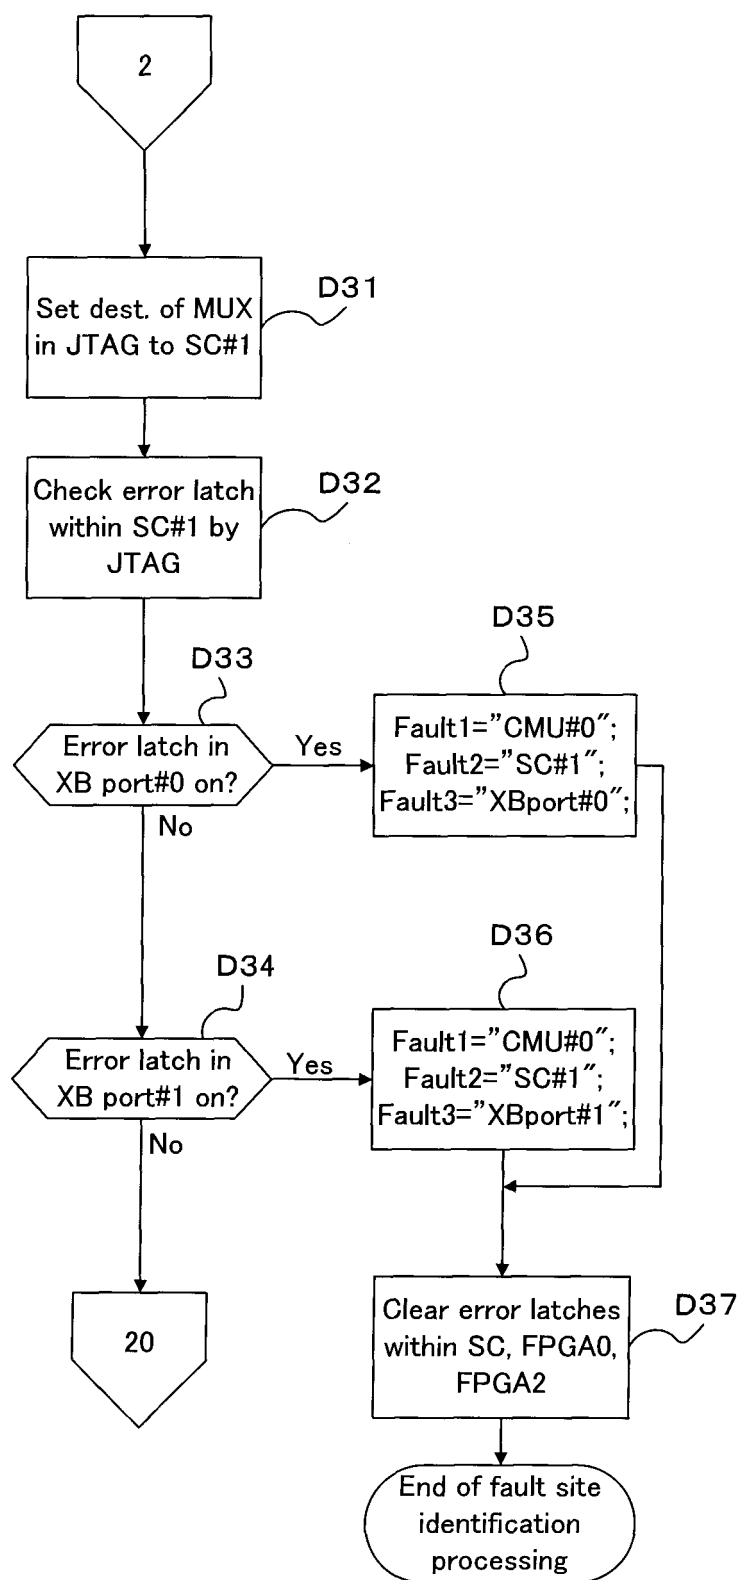 2
Set dest. of MUX
in JTAG to SC#1
D31
Check error latch
within SC#1 by
JTAG
D32
D33
Error latch in
XB port#0 on?
Yes
No
D35
Fault1="CMU#0";
Fault2="SC#1";
Fault3="XBport#0";
D34
Error latch in
XB port#1 on?
Yes
No
D36
Fault1="CMU#0";
Fault2="SC#1";
Fault3="XBport#1";
20
Clear error latches
within SC, FPGA0,
FPGA2
D37
End of fault site
identification
processing